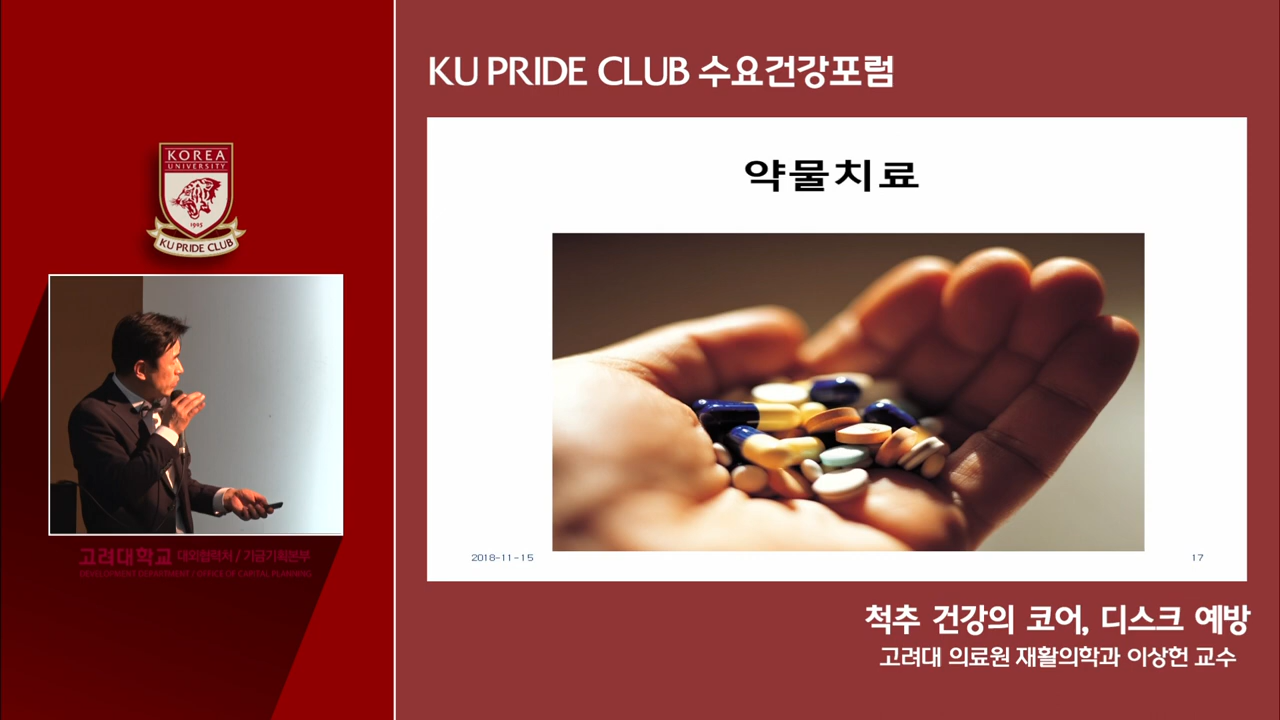 KU PRIDE CLUB 수요건강포럼
KOREA
UNIVERSITY
1905
KU PRIDE CLUB
약물치료
2018-11-15
17
고려대학교 대외협력처 / 기금기획본부
DEVELOPMENT DEPARTMENT / OFFICE OF CAPITAL PLANNING
척추 건강의 코어, 디스크 예방
고려대 의료원 재활의학과 이상헌 교수